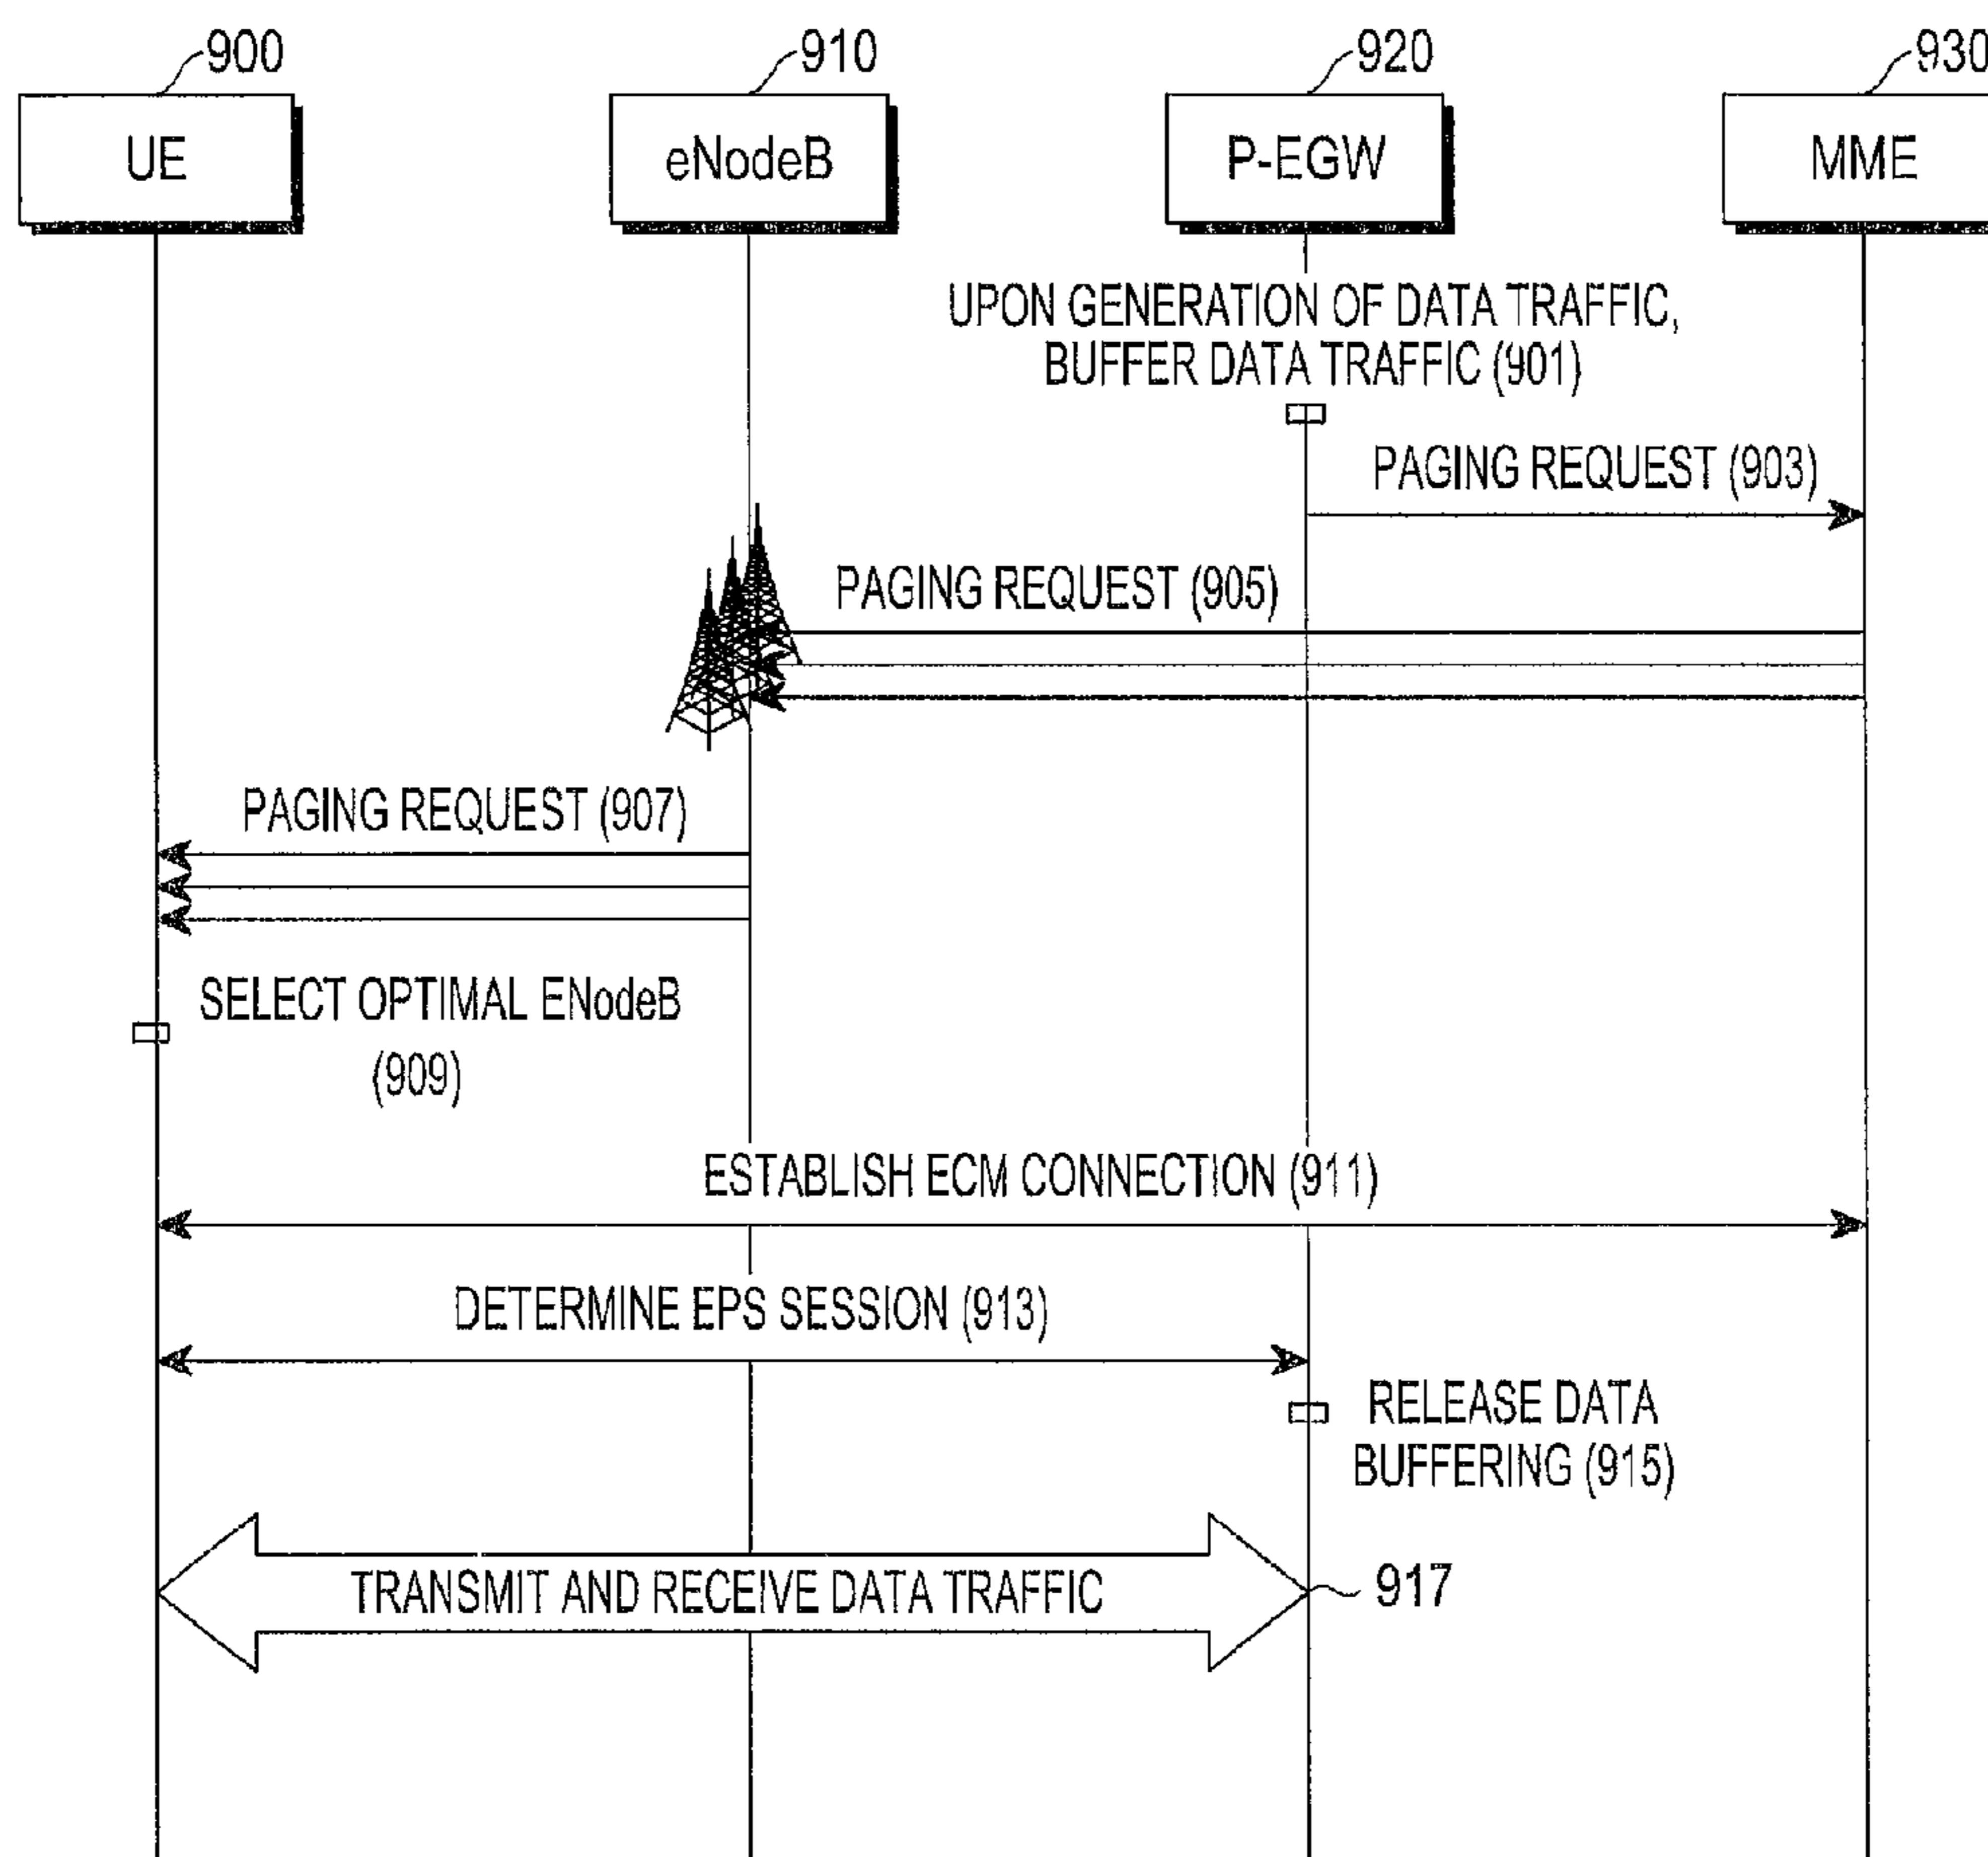 900
910
920
930
UE
eNodeB
P-EGW
MME
UPON GENERATION OF DATA TRAFFIC,
BUFFER DATA TRAFFIC (901)
PAGING REQUEST (903)
PAGING REQUEST (905)
PAGING REQUEST (907)
SELECT OPTIMAL ENodeB
(909)
ESTABLISH ECM CONNECTION (911)
DETERMINE EPS SESSION (913)
RELEASE DATA
BUFFERING (915)
TRANSMIT AND RECEIVE DATA TRAFFIC
917